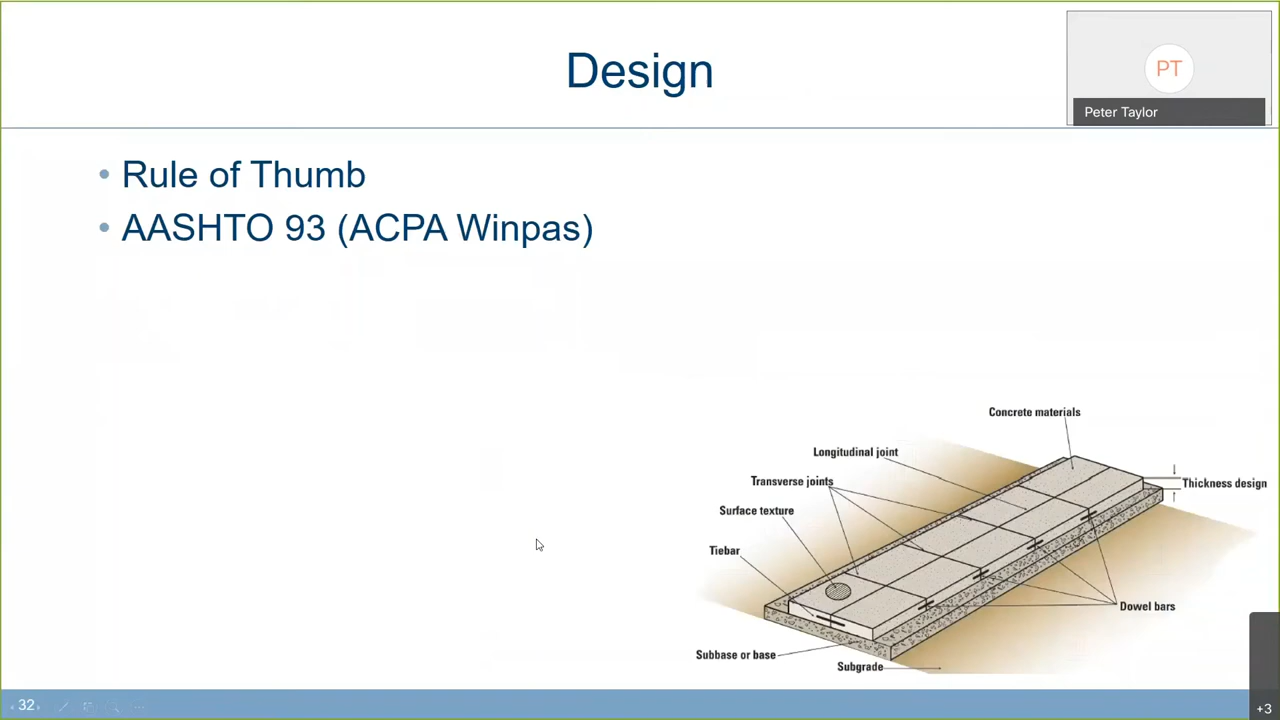 Design
PT
Peter Taylor
• Rule of Thumb
• AASHTO 93 (ACPA Winpas)
Concrete materials
Longitudinal joint
Transverse joints
Thickness design
Surface texture
Tiebar
Dowel bars
Subbase or base
Subgrade
32
+3